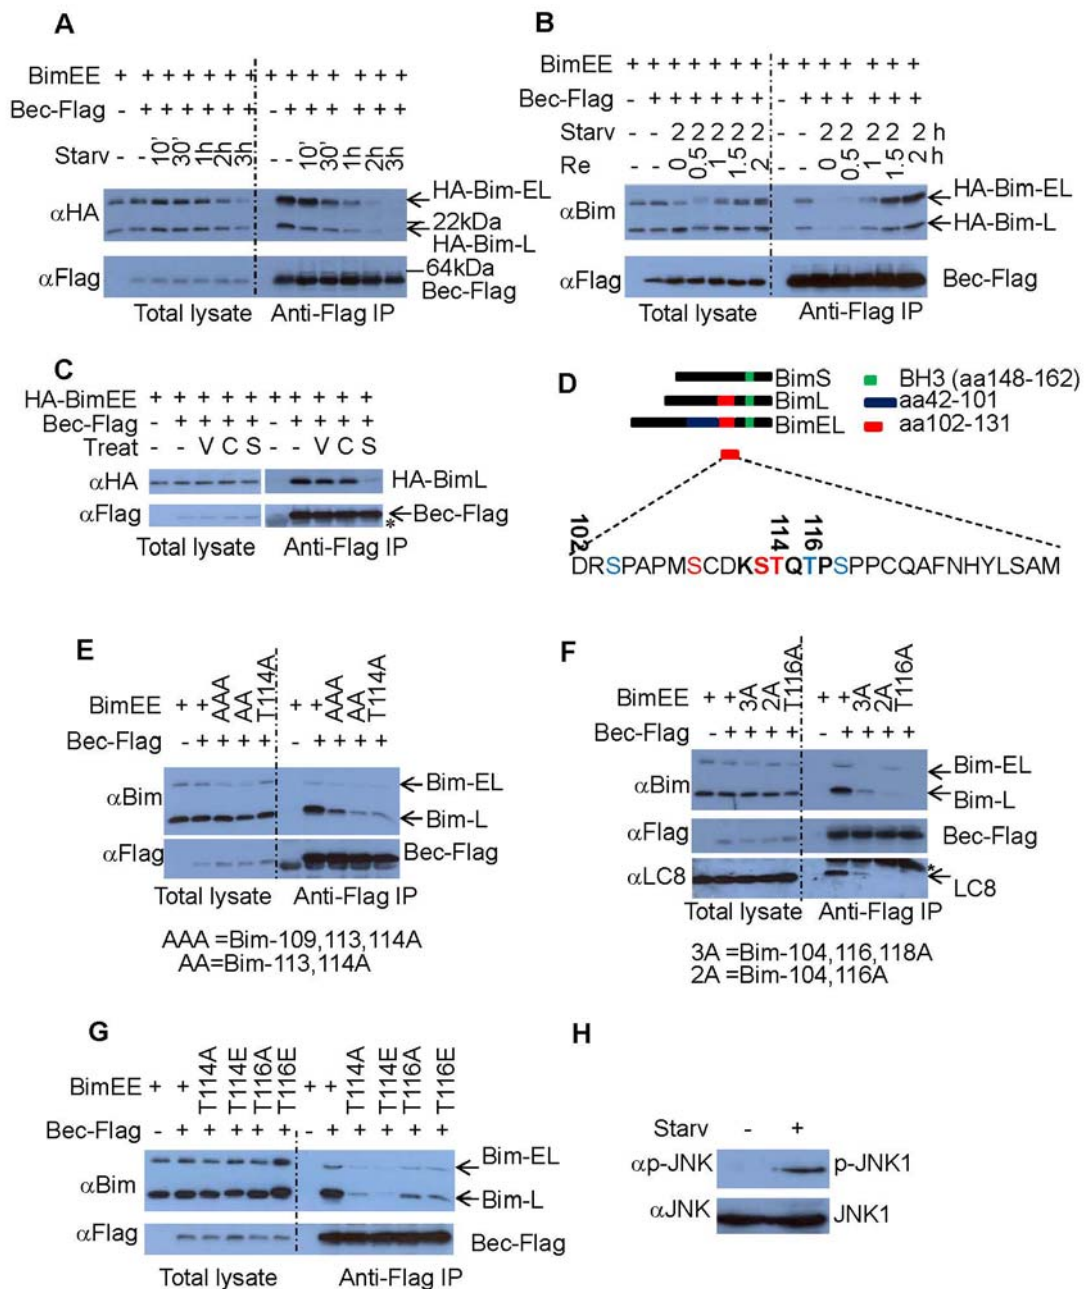 A
BimEE + + + + + + + + + + + + + +
Bec-Flag - + + + + + + - + + + + + +
Starv - - 10' 30' 1h 2h 3h - - 10' 30' 1h 2h 3h
αHA
HA-Bim-EL
22kDa
HA-Bim-L
αFlag
64kDa
Bec-Flag
Total lysate Anti-Flag IP
B
BimEE + + + + + + + + + + + + + +
Bec-Flag - + + + + + + - + + + + + +
Starv - - 2 2 2 2 2 - - 2 2 2 2 2 h
Re - - 0 0.5 1 1.5 2 - - 0 0.5 1 1.5 2 h
αBim
HA-Bim-EL
HA-Bim-L
αFlag
Bec-Flag
Total lysate Anti-Flag IP
C
HA-BimEE + + + + + + + + + +
Bec-Flag - + + + + - + + + +
Treat - - V C S - - V C S
αHA HA-BimL
αFlag Bec-Flag
*
Total lysate Anti-Flag IP
D
BimS BH3 (aa148-162)
BimL aa42-101
BimEL aa102-131
102 114 116
DRSPAPMSCDKSTQTPSPPCQAFNHYLSAM
E
BimEE + + AAA AA T114A + + AAA AA T114A
Bec-Flag - + + + + - + + + +
αBim
Bim-EL
Bim-L
αFlag Bec-Flag
Total lysate Anti-Flag IP
AAA =Bim-109,113,114A
AA=Bim-113,114A
F
BimEE + + 3A 2A T116A + + 3A 2A T116A
Bec-Flag - + + + + - + + + +
αBim
Bim-EL
Bim-L
αFlag Bec-Flag
αLC8
*
LC8
Total lysate Anti-Flag IP
3A =Bim-104,116,118A
2A =Bim-104,116A
G
BimEE + + T114A T114E T116A T116E + + T114A T114E T116A T116E
Bec-Flag - + + + + + - + + + + +
αBim
Bim-EL
Bim-L
αFlag Bec-Flag
Total lysate Anti-Flag IP
H
Starv - +
αp-JNK p-JNK1
αJNK JNK1